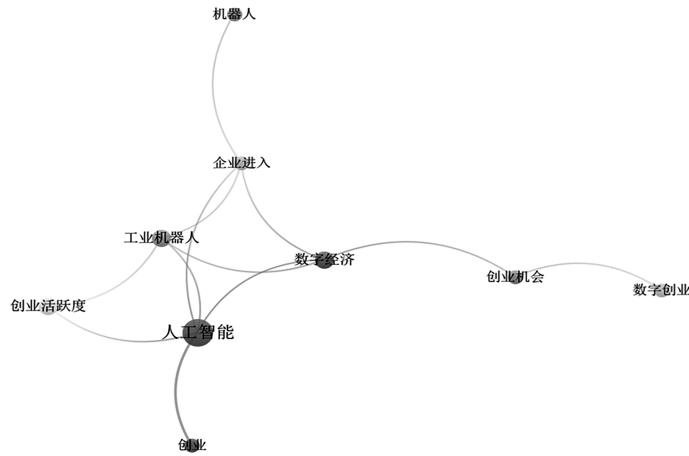 机器人
企业进入
工业机器人
数字经济
创业机会
数字创业
创业活跃度
人工智能
创业